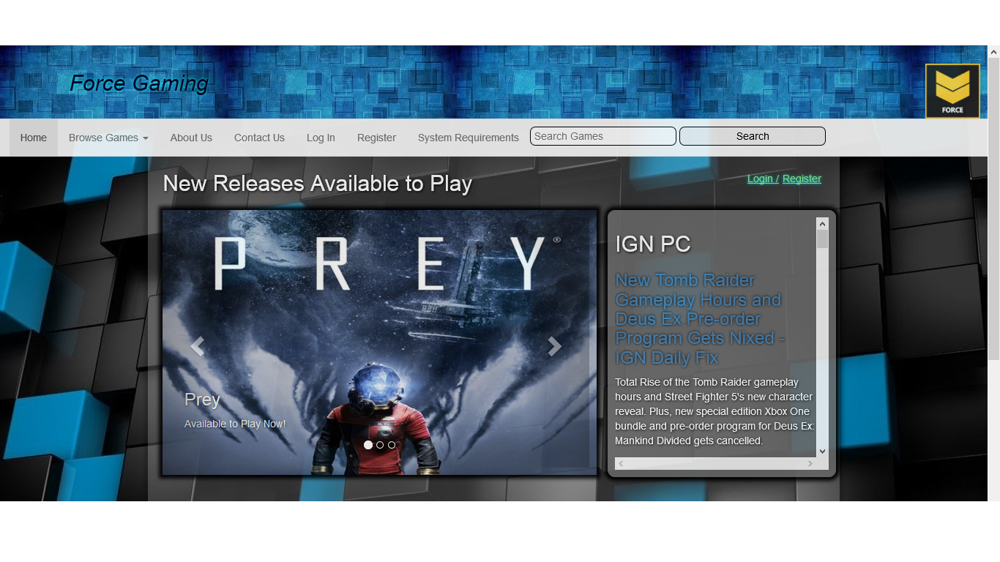 Force Gaming
FORCE
Home Browse Games About Us Contact Us Log In Register System Requirements Search Games Search
New Releases Available to Play
Login / Register
PREY®
Prey
Available to Play Now!
IGN PC
New Tomb Raider
Gameplay Hours and
Deus Ex Pre-order
Program Gets Nixed -
IGN Daily Fix
Total Rise of the Tomb Raider gameplay
hours and Street Fighter 5's new character
reveal. Plus, new special edition Xbox One
bundle and pre-order program for Deus Ex:
Mankind Divided gets cancelled.